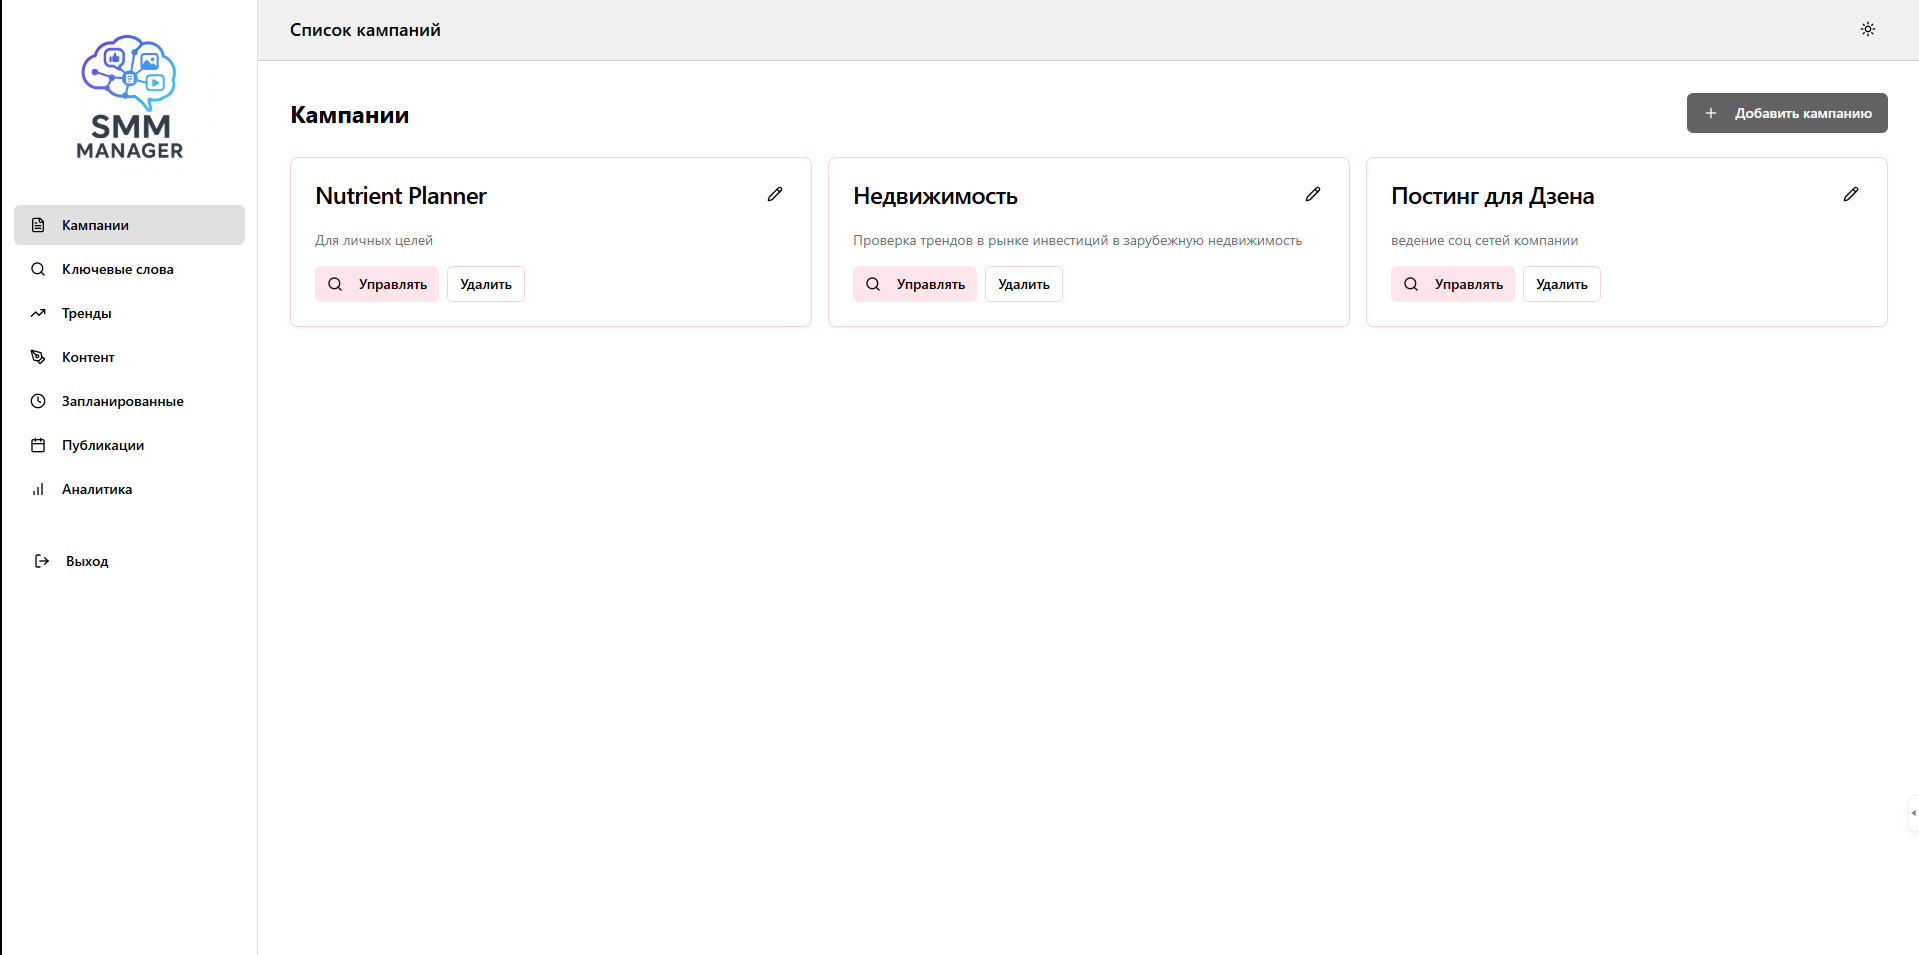 SMM
MANAGER
Кампании
Ключевые слова
Тренды
Контент
Запланированные
Публикации
Аналитика
Выход
Список кампаний
Кампании
Добавить кампанию
Nutrient Planner
Для личных целей
Управлять Удалить
Недвижимость
Проверка трендов в рынке инвестиций в зарубежную недвижимость
Управлять Удалить
Постинг для Дзена
ведение соц сетей компании
Управлять Удалить